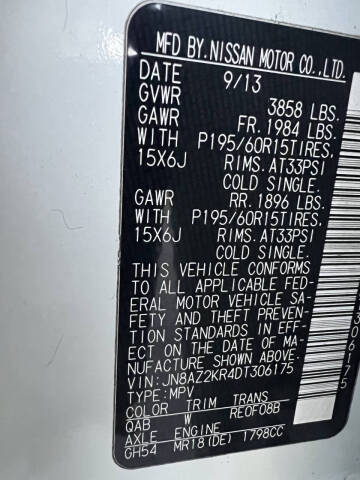 MFD BY.NISSAN MOTOR CO.,LTD.
DATE 9/13
GVWR 3858 LBS.
GAWR FR. 1984 LBS.
WITH P195/60R15TIRES,
15X6J RIMS. AT33PSI
COLD SINGLE.
GAWR RR. 1896 LBS.
WITH P195/60R15TIRES,
15X6J RIMS. AT33PSI
COLD SINGLE.
THIS VEHICLE CONFORMS
TO ALL APPLICABLE FED-
ERAL MOTOR VEHICLE SA-
FETY AND THEFT PREVEN-
TION STANDARDS IN EFF-
ECT ON THE DATE OF MA-
NUFACTURE SHOWN ABOVE.
VIN:JN8AZ2KR4DT306175
TYPE:MPV
COLOR TRIM TRANS
QAB W RE0F08B
AXLE ENGINE
GH54 MR18(DE) 1798CC